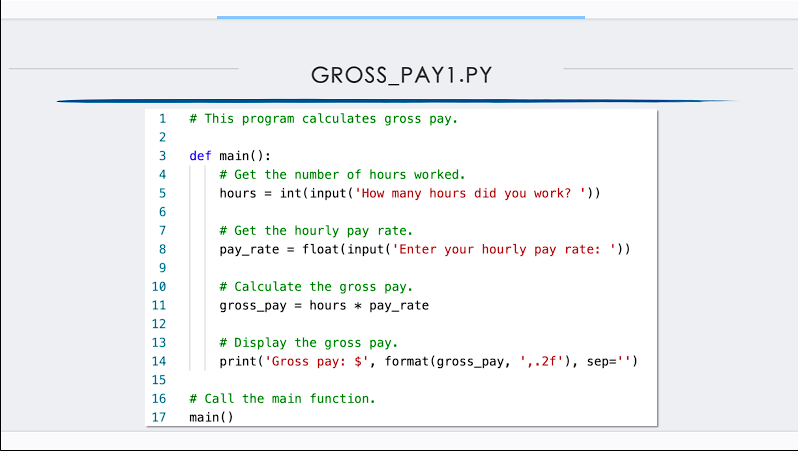 GROSS_PAY1.PY
1 # This program calculates gross pay.
2
3 def main():
4     # Get the number of hours worked.
5     hours = int(input('How many hours did you work? '))
6
7     # Get the hourly pay rate.
8     pay_rate = float(input('Enter your hourly pay rate: '))
9
10     # Calculate the gross pay.
11     gross_pay = hours * pay_rate
12
13     # Display the gross pay.
14     print('Gross pay: $', format(gross_pay, ',.2f'), sep='')
15
16 # Call the main function.
17 main()